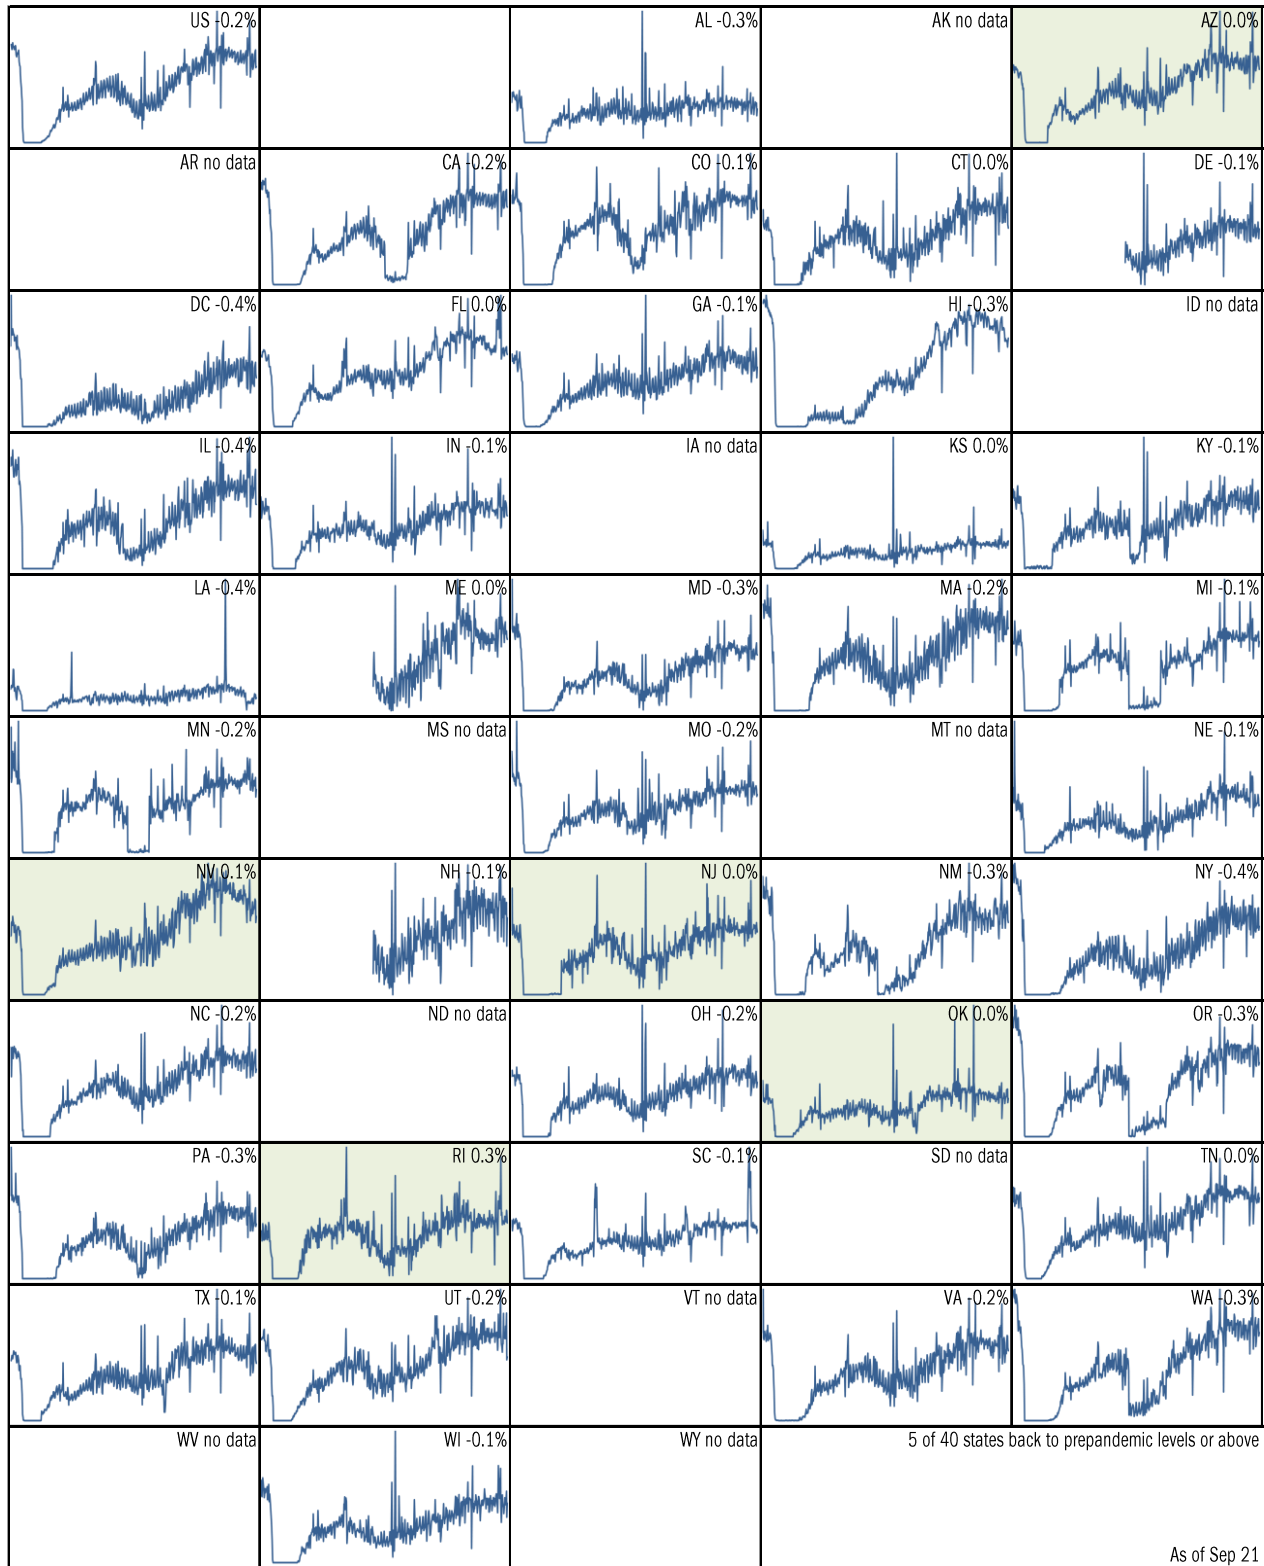 US -0.2%
AL -0.3%
AK no data
AZ 0.0%
AR no data
CA -0.2%
CO -0.1%
CT 0.0%
DE -0.1%
DC -0.4%
FL 0.0%
GA -0.1%
HI -0.3%
ID no data
IL -0.4%
IN -0.1%
IA no data
KS 0.0%
KY -0.1%
LA -0.4%
ME 0.0%
MD -0.3%
MA -0.2%
MI -0.1%
MN -0.2%
MS no data
MO -0.2%
MT no data
NE -0.1%
NV 0.1%
NH -0.1%
NJ 0.0%
NM -0.3%
NY -0.4%
NC -0.2%
ND no data
OH -0.2%
OK 0.0%
OR -0.3%
PA -0.3%
RI 0.3%
SC -0.1%
SD no data
TN 0.0%
TX -0.1%
UT -0.2%
VT no data
VA -0.2%
WA -0.3%
WV no data
WI -0.1%
WY no data
5 of 40 states back to prepandemic levels or above
As of Sep 21